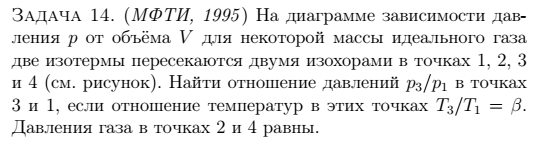 Задача 14. (МФТИ, 1995) На диаграмме зависимости дав-
ления p от объёма V для некоторой массы идеального газа
две изотермы пересекаются двумя изохорами в точках 1, 2, 3
и 4 (см. рисунок). Найти отношение давлений p₃/p₁ в точках
3 и 1, если отношение температур в этих точках T₃/T₁ = β.
Давления газа в точках 2 и 4 равны.